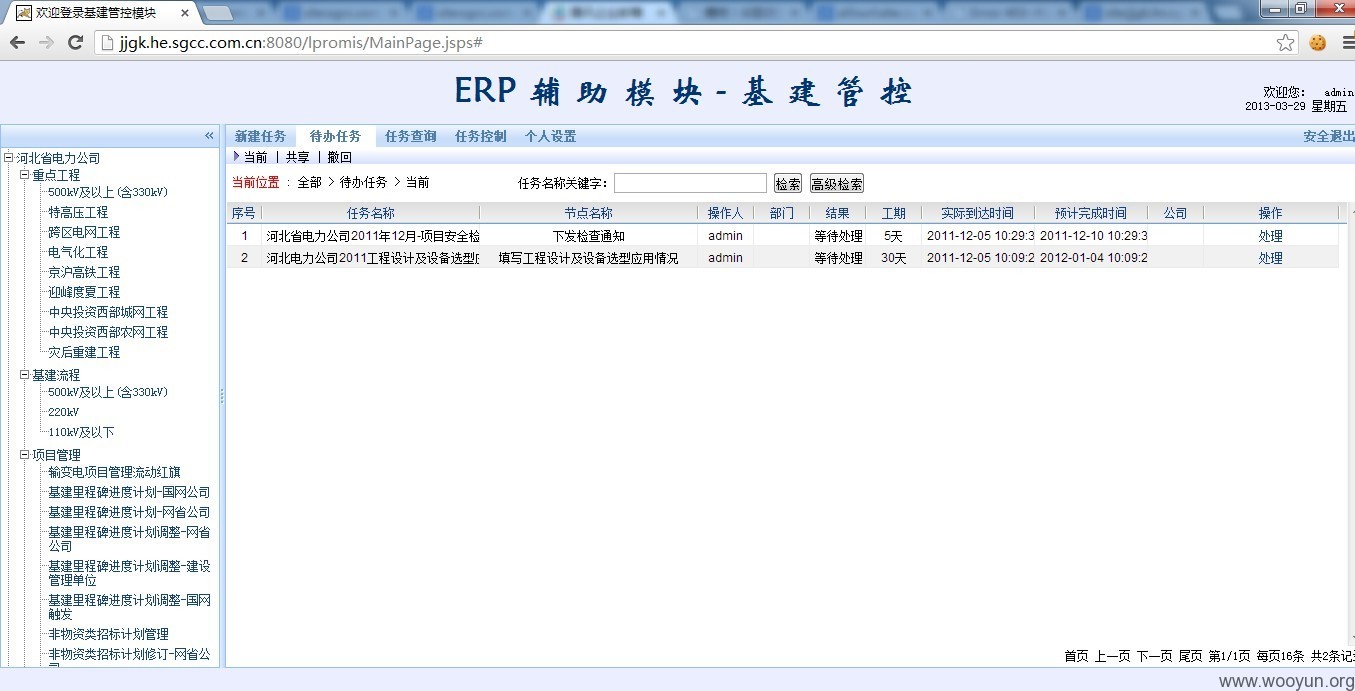 欢迎登录基建管控模块
jjgk.he.sgcc.com.cn:8080/lpromis/MainPage.jsps#
ERP 辅助模块-基建管控
欢迎您: admin
2013-03-29 星期五
新建任务 待办任务 任务查询 任务控制 个人设置 安全退出
当前 | 共享 | 撤回
当前位置 : 全部 > 待办任务 > 当前 任务名称关键字: 检索 高级检索
序号 任务名称 节点名称 操作人 部门 结果 工期 实际到达时间 预计完成时间 公司 操作
1 河北省电力公司2011年12月-项目安全检 下发检查通知 admin 等待处理 5天 2011-12-05 10:29:3 2011-12-10 10:29:3 处理
2 河北电力公司2011工程设计及设备选型 填写工程设计及设备选型应用情况 admin 等待处理 30天 2011-12-05 10:09:2 2012-01-04 10:09:2 处理
河北省电力公司
重点工程
500kV及以上(含330kV)
特高压工程
跨区电网工程
电气化工程
京沪高铁工程
迎峰度夏工程
中央投资西部城网工程
中央投资西部农网工程
灾后重建工程
基建流程
500kV及以上(含330kV)
220kV
110kV及以下
项目管理
输变电项目管理流动红旗
基建里程碑进度计划-国网公司
基建里程碑进度计划-网省公司
基建里程碑进度计划调整-网省
公司
基建里程碑进度计划调整-建设
管理单位
基建里程碑进度计划调整-国网
触发
非物资类招标计划管理
非物资类招标计划修订-网省公
首页 上一页 下一页 尾页 第1/1页 每页16条 共2条记
www.wooyun.org